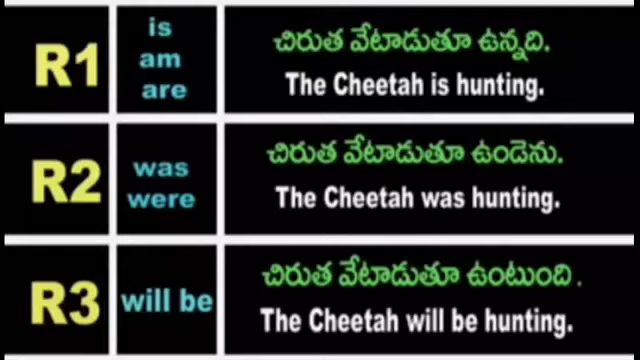 R1
is
am
are
చిరుత వేటాడుతూ ఉన్నది.
The Cheetah is hunting.
R2
was
were
చిరుత వేటాడుతూ ఉండెను.
The Cheetah was hunting.
R3
will be
చిరుత వేటాడుతూ ఉంటుంది.
The Cheetah will be hunting.